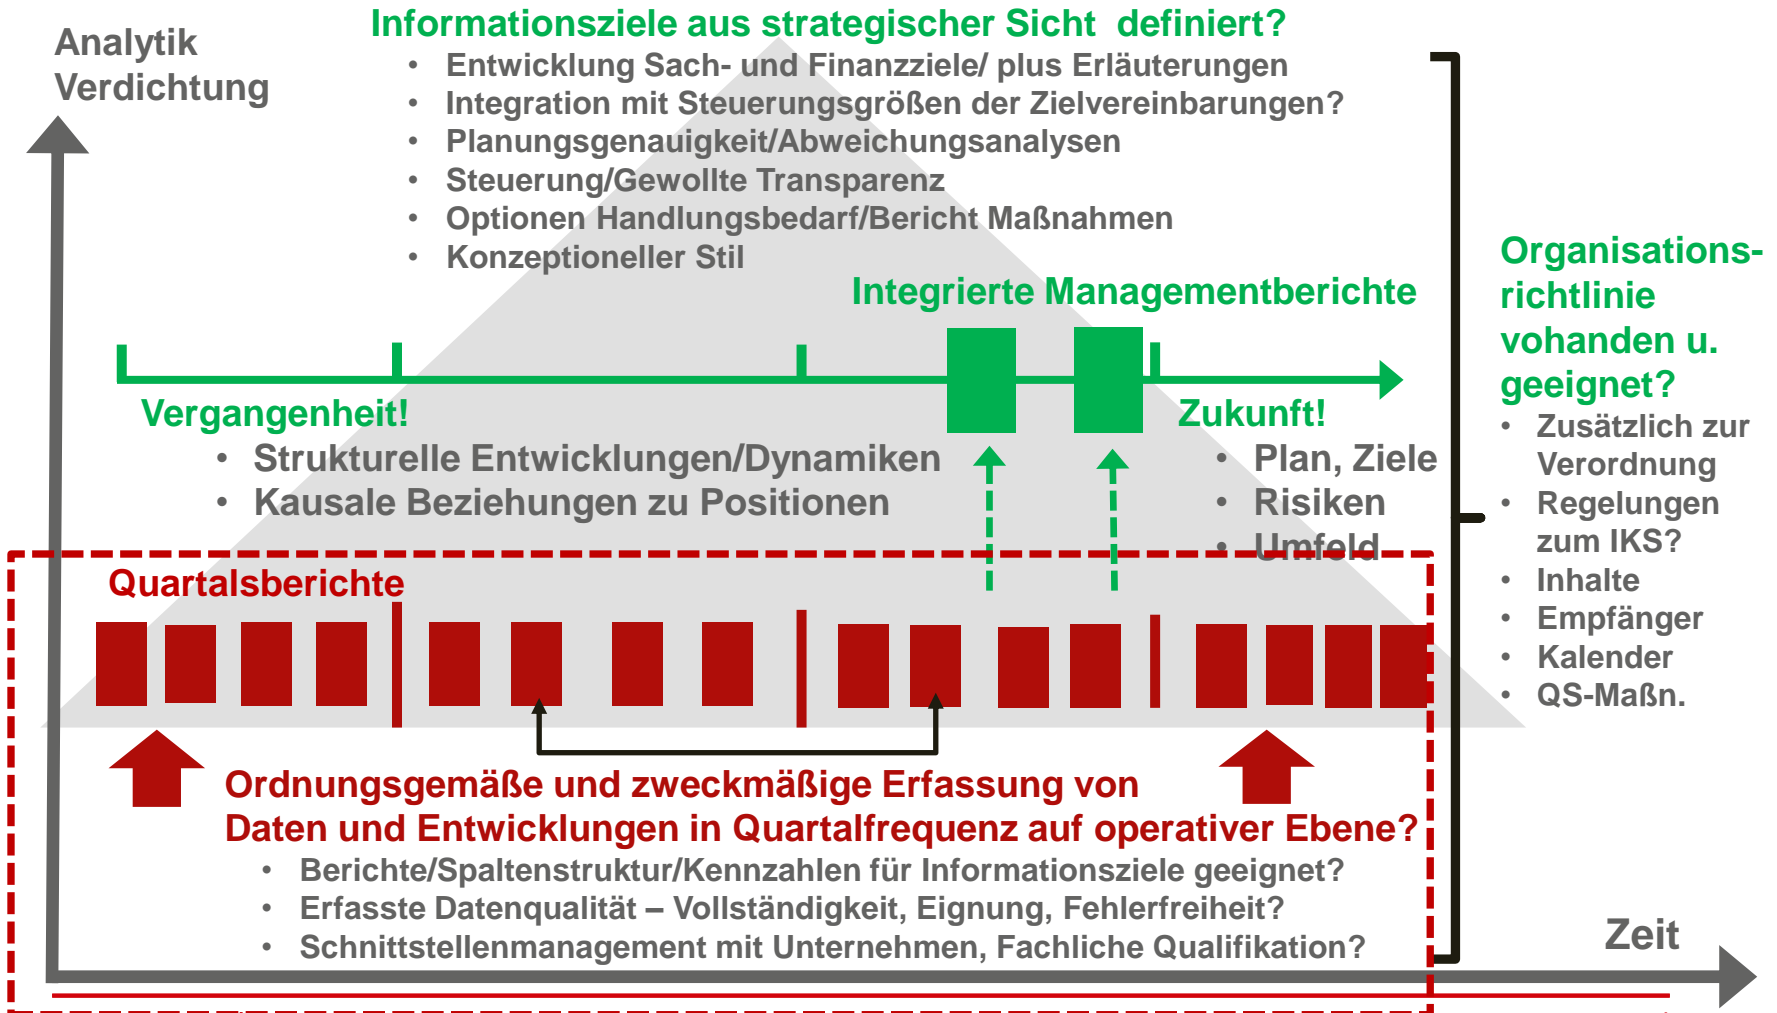 Informationsziele aus strategischer Sicht definiert?
Analytik
Verdichtung
• Entwicklung Sach- und Finanzziele/ plus Erläuterungen
• Integration mit Steuerungsgrößen der Zielvereinbarungen?
• Planungsgenauigkeit/Abweichungsanalysen
• Steuerung/Gewollte Transparenz
• Optionen Handlungsbedarf/Bericht Maßnahmen
• Konzeptioneller Stil
Integrierte Managementberichte
Vergangenheit!
• Strukturelle Entwicklungen/Dynamiken
• Kausale Beziehungen zu Positionen
Zukunft!
• Plan, Ziele
• Risiken
• Umfeld
Organisations-
richtlinie
vohanden u.
geeignet?
• Zusätzlich zur
Verordnung
• Regelungen
zum IKS?
• Inhalte
• Empfänger
• Kalender
• QS-Maßn.
Quartalsberichte
Ordnungsgemäße und zweckmäßige Erfassung von
Daten und Entwicklungen in Quartalfrequenz auf operativer Ebene?
• Berichte/Spaltenstruktur/Kennzahlen für Informationsziele geeignet?
• Erfasste Datenqualität – Vollständigkeit, Eignung, Fehlerfreiheit?
• Schnittstellenmanagement mit Unternehmen, Fachliche Qualifikation?
Zeit